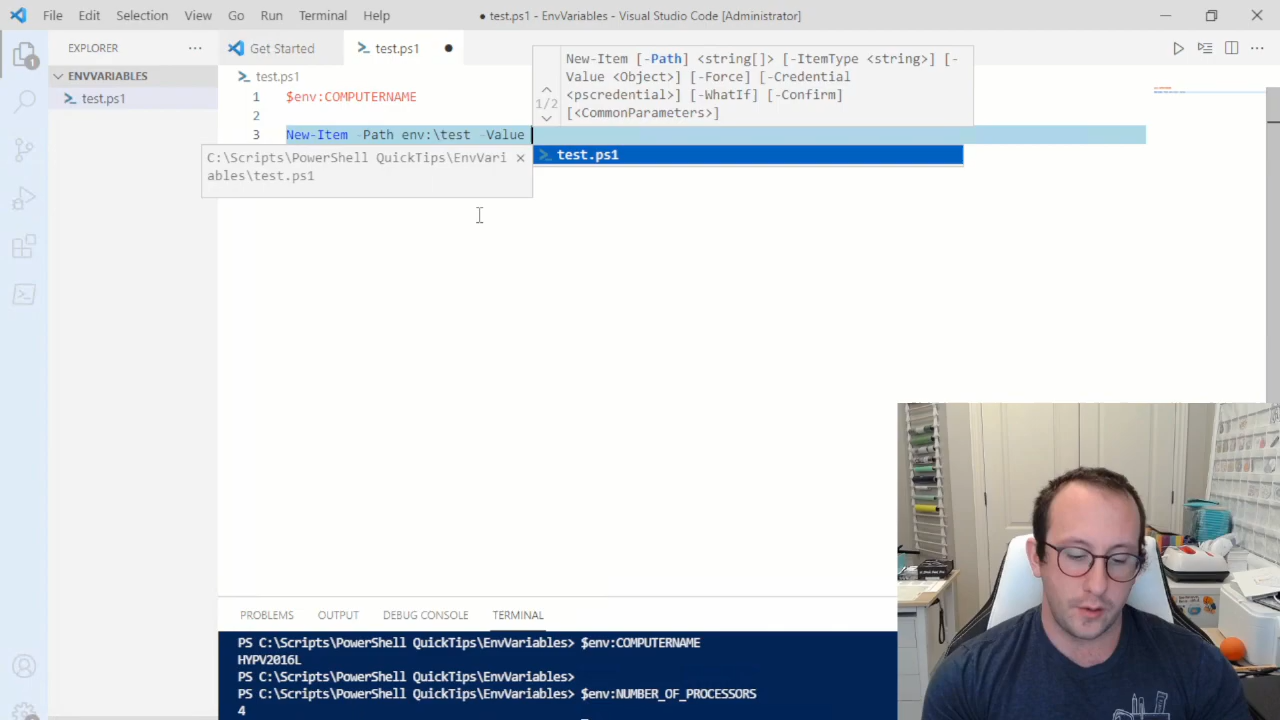 File Edit Selection View Go Run Terminal Help
● test.ps1 - EnvVariables - Visual Studio Code [Administrator]
EXPLORER
ENVVARIABLES
test.ps1
1
Get Started
test.ps1
test.ps1
1 $env:COMPUTERNAME
2
3 New-Item -Path env:\test -Value
New-Item [-Path] <string[]> [-ItemType <string>] [-
Value <Object>] [-Force] [-Credential
<pscredential>] [-WhatIf] [-Confirm]
[<CommonParameters>]
1/2
C:\Scripts\PowerShell QuickTips\EnvVari
ables\test.ps1
test.ps1
PROBLEMS OUTPUT DEBUG CONSOLE TERMINAL
PS C:\Scripts\PowerShell QuickTips\EnvVariables> $env:COMPUTERNAME
HYPV2016L
PS C:\Scripts\PowerShell QuickTips\EnvVariables>
PS C:\Scripts\PowerShell QuickTips\EnvVariables> $env:NUMBER_OF_PROCESSORS
4